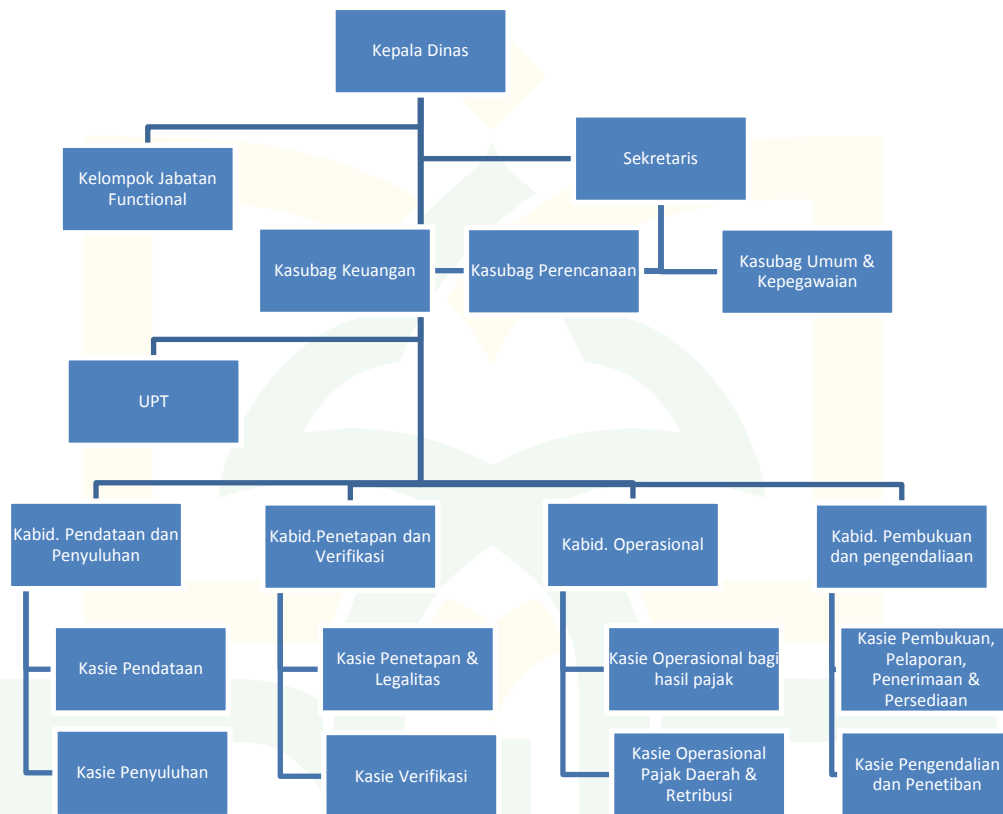 Kepala Dinas
Kelompok Jabatan
Functional
Sekretaris
Kasubag Keuangan
Kasubag Perencanaan
Kasubag Umum &
Kepegawaian
UPT
Kabid. Pendataan dan
Penyuluhan
Kabid.Penetapan dan
Verifikasi
Kabid. Operasional
Kabid. Pembukuan
dan pengendaliaan
Kasie Pendataan
Kasie Penetapan &
Legalitas
Kasie Operasional bagi
hasil pajak
Kasie Pembukuan,
Pelaporan,
Penerimaan &
Persediaan
Kasie Penyuluhan
Kasie Verifikasi
Kasie Operasional
Pajak Daerah &
Retribusi
Kasie Pengendalian
dan Penetiban